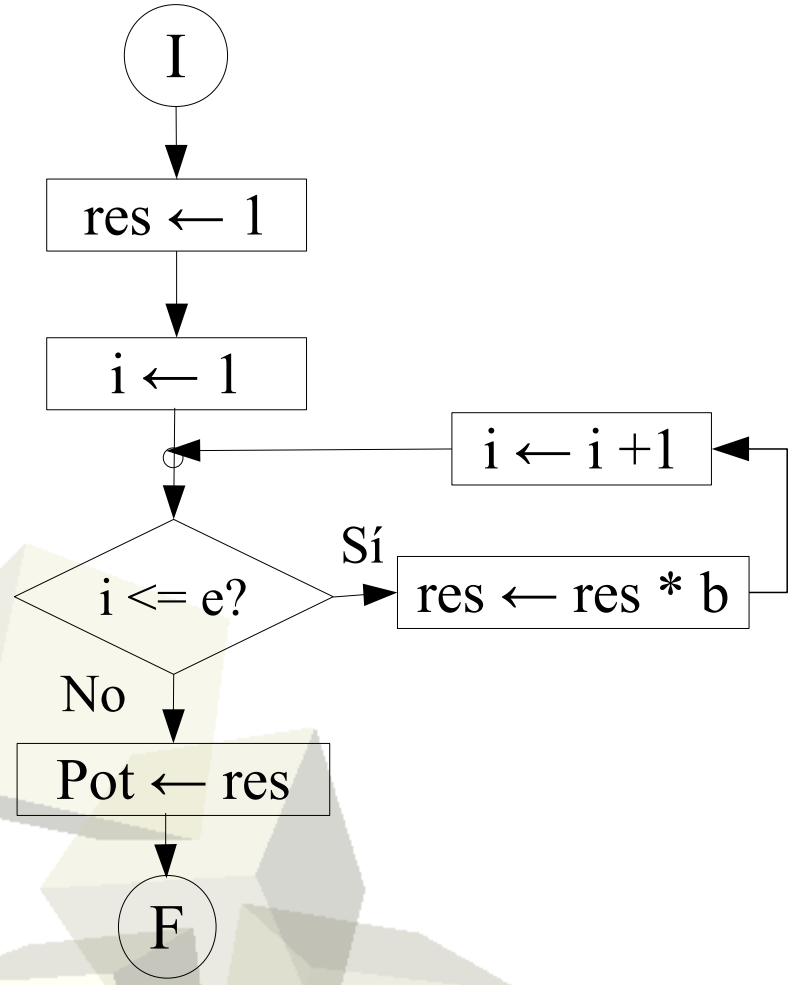 I
res ← 1
i ← 1
i ← i +1
Sí
i <= e?
res ← res * b
No
Pot ← res
F